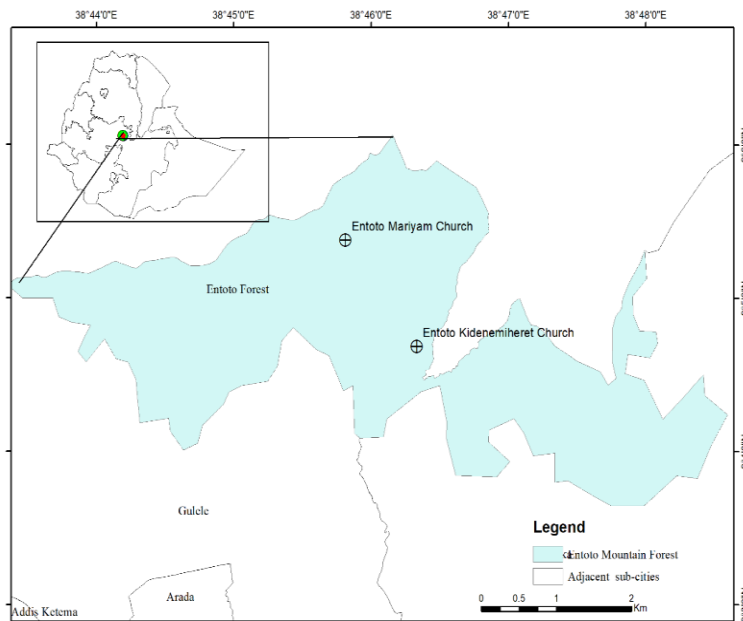 38°44'0"E 38°45'0"E 38°46'0"E 38°47'0"E 38°48'0"E
Entoto Mariyam Church
Entoto Forest
Entoto Kidenemiheret Church
Gulele
Legend
Entoto Mountain Forest
Adjacent sub-cities
Arada
Addis Ketema
0 0.5 1 2
Km